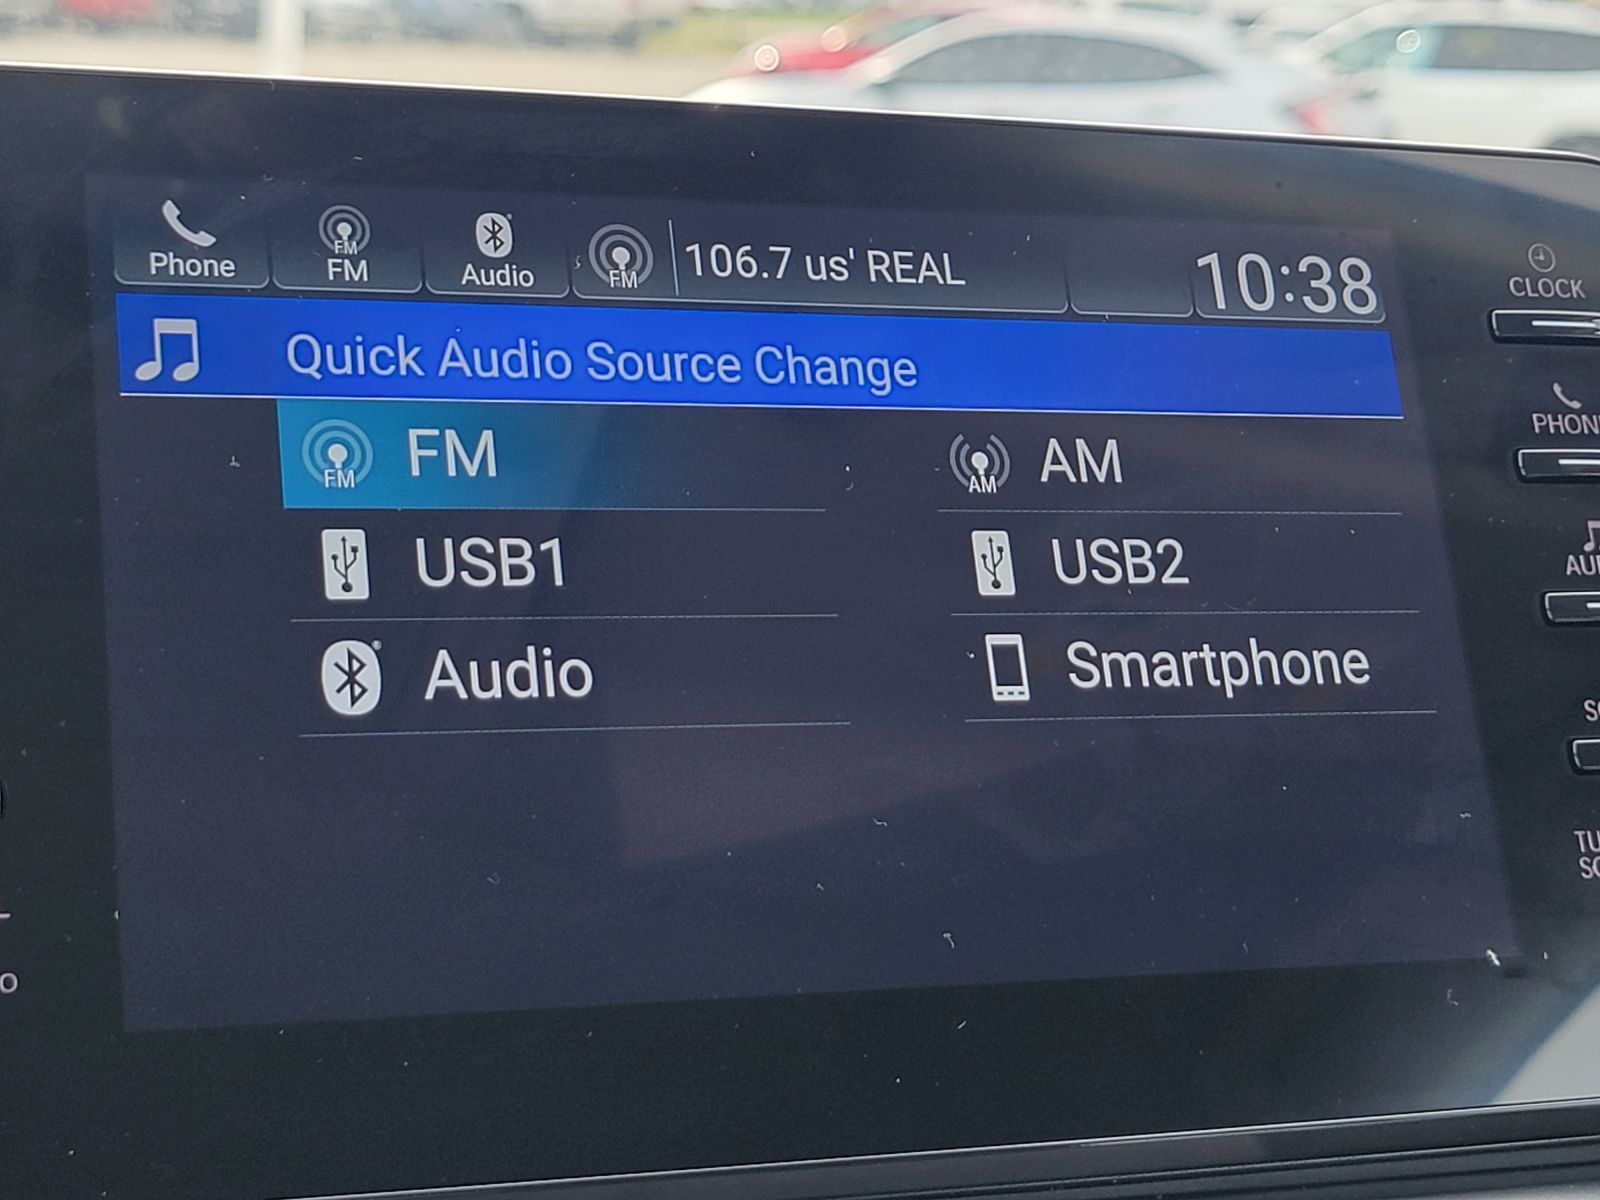 Phone
FM
FM
Audio
FM
106.7 us' REAL
10:38
CLOCK
Quick Audio Source Change
PHON
FM
FM
AM
AM
USB1
USB2
Audio
Smartphone